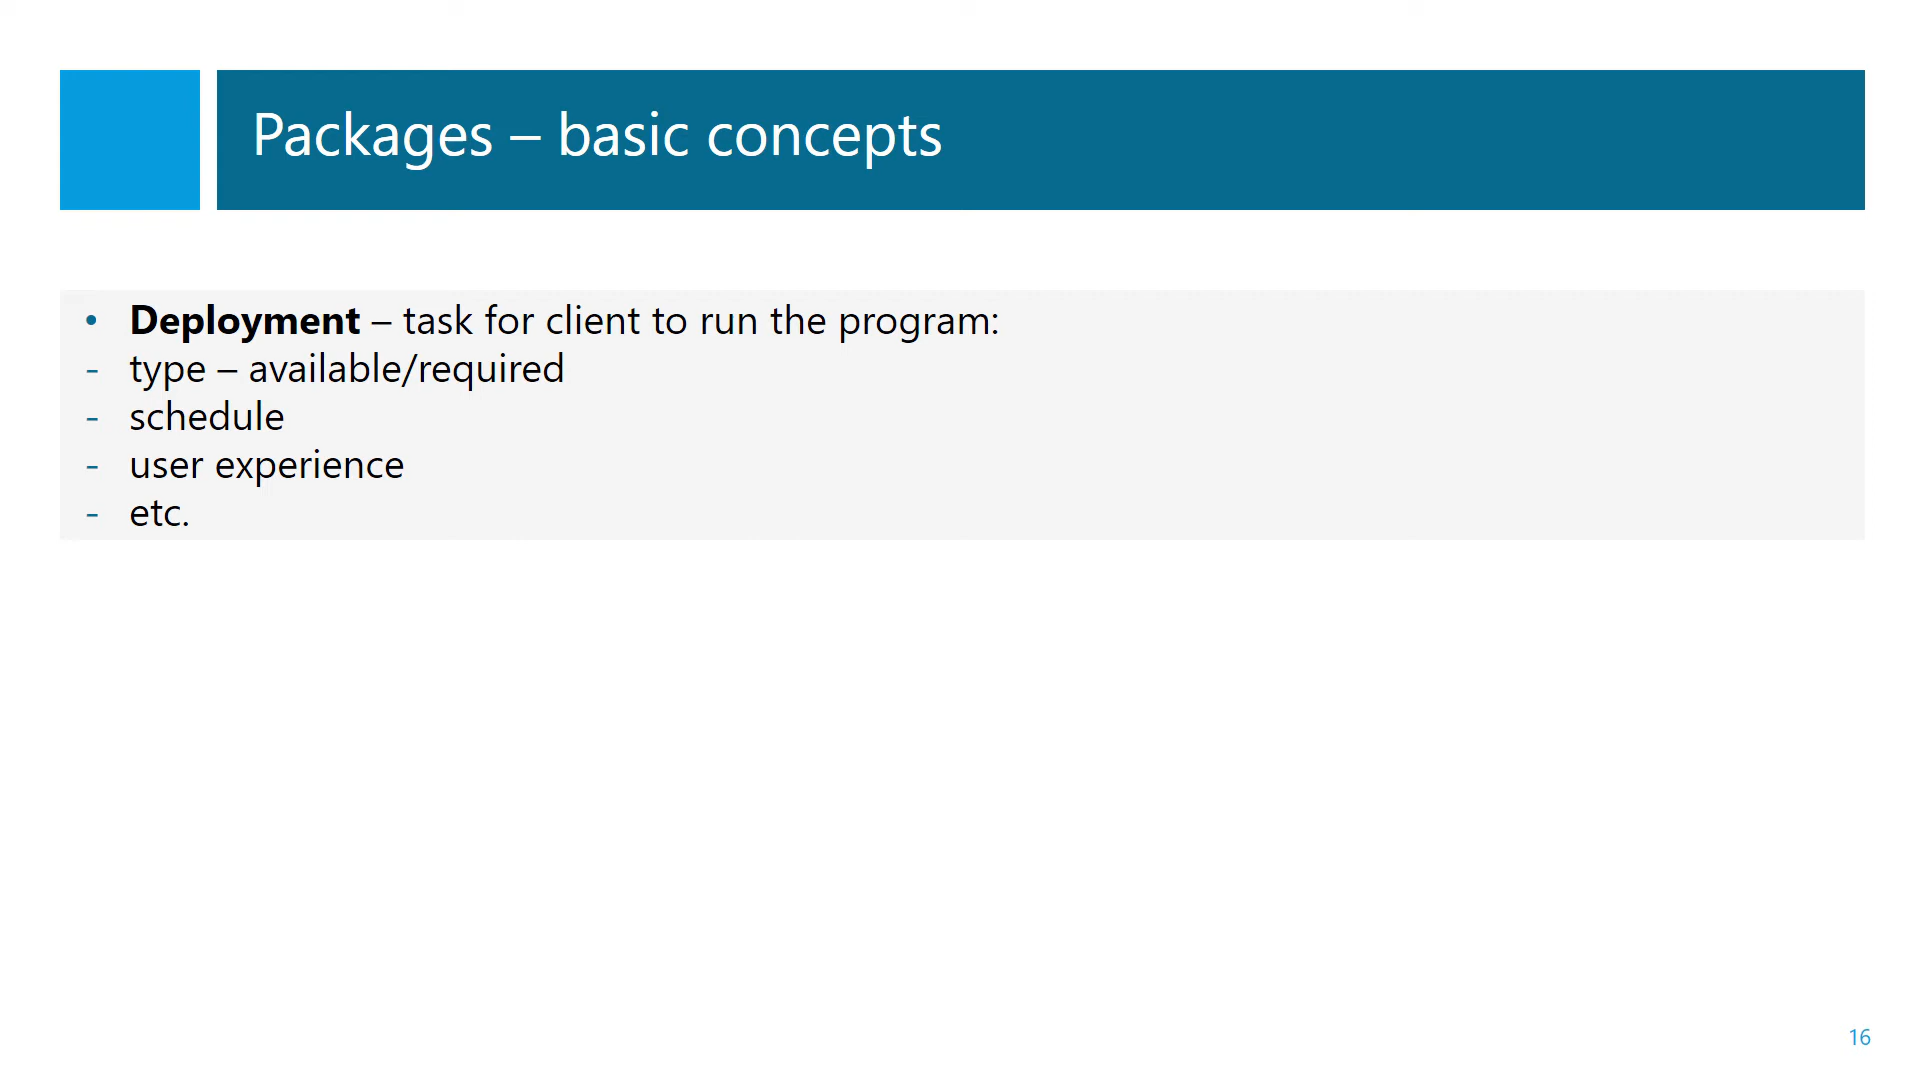 Packages – basic concepts
• Deployment – task for client to run the program:
- type – available/required
- schedule
- user experience
- etc.
16